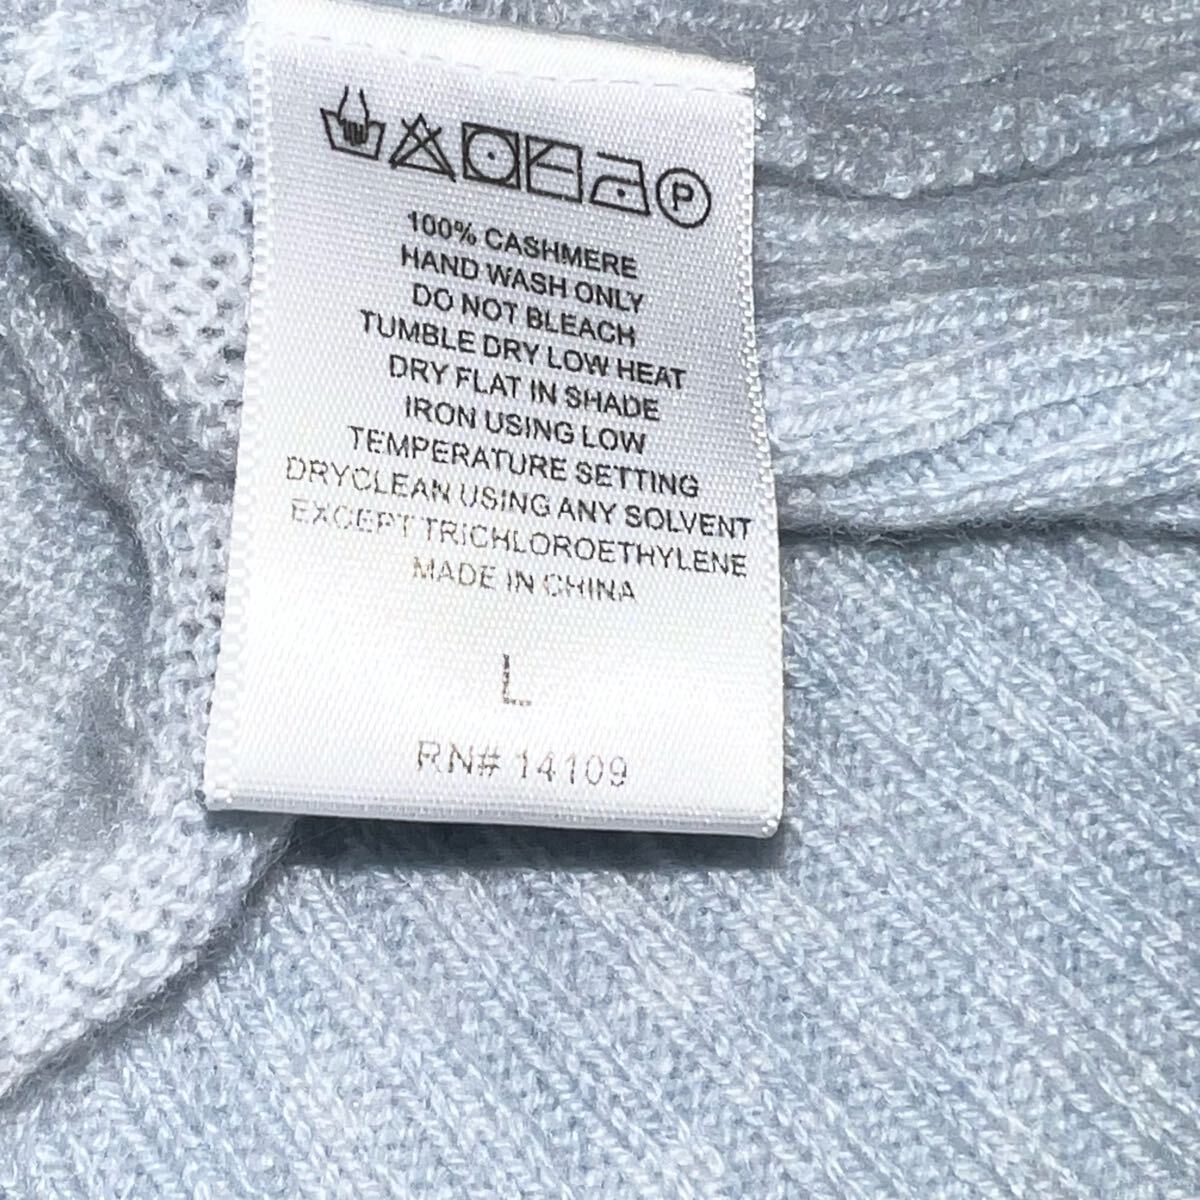 P
100% CASHMERE
HAND WASH ONLY
DO NOT BLEACH
TUMBLE DRY LOW HEAT
DRY FLAT IN SHADE
IRON USING LOW
TEMPERATURE SETTING
DRYCLEAN USING ANY SOLVENT
EXCEPT TRICHLOROETHYLENE
MADE IN CHINA
L
RN# 14109